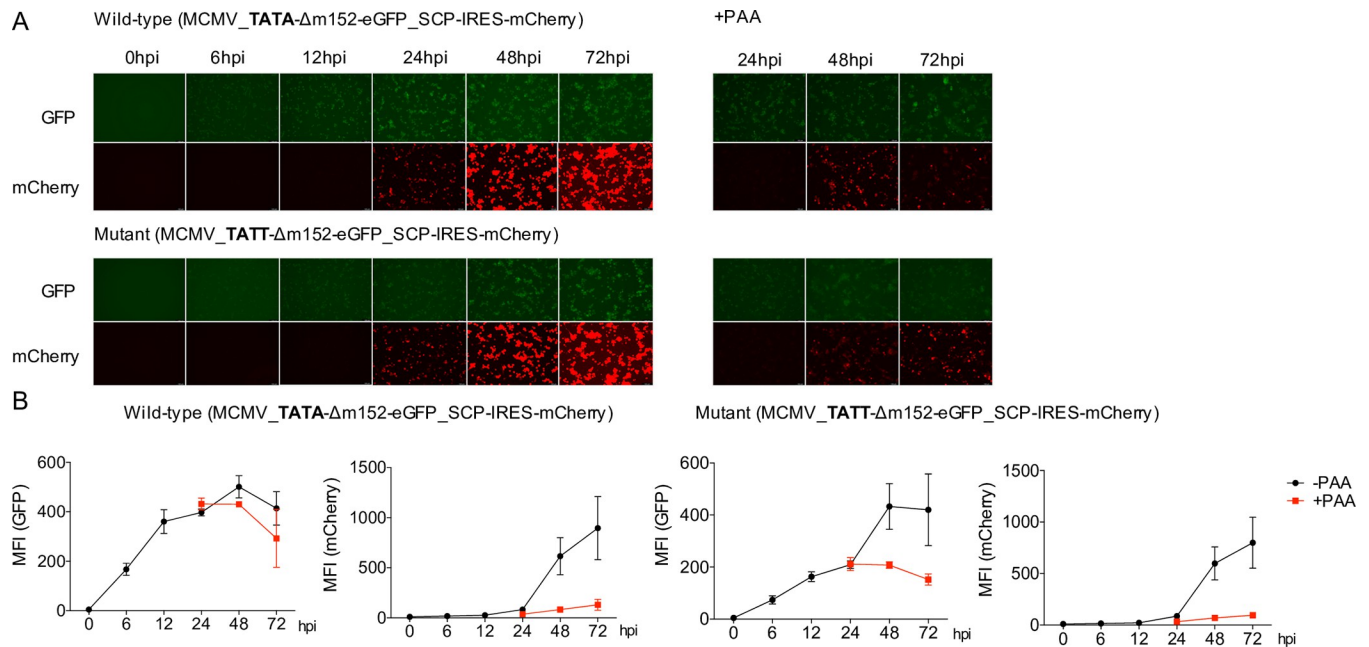 A
Wild-type (MCMV_TATA-Δm152-eGFP_SCP-IRES-mCherry)
+PAA
0hpi 6hpi 12hpi 24hpi 48hpi 72hpi
24hpi 48hpi 72hpi
GFP
mCherry
Mutant (MCMV_TATT-Δm152-eGFP_SCP-IRES-mCherry)
GFP
mCherry
B
Wild-type (MCMV_TATA-Δm152-eGFP_SCP-IRES-mCherry)
Mutant (MCMV_TATT-Δm152-eGFP_SCP-IRES-mCherry)
MFI (GFP)
600
400
200
0
0 6 12 24 48 72
MFI (mCherry)
1500
1000
500
0
0 6 12 24 48 72 hpi
MFI (GFP)
600
400
200
0
0 6 12 24 48 72
MFI (mCherry)
1500
1000
500
0
0 6 12 24 48 72 hpi
-PAA
+PAA